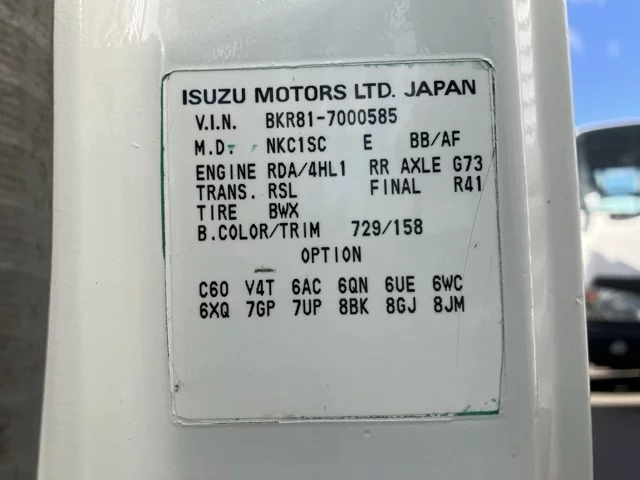 ISUZU MOTORS LTD. JAPAN
V.I.N. BKR81-7000585
M.D. NKC1SC E BB/AF
ENGINE RDA/4HL1 RR AXLE G73
TRANS. RSL FINAL R41
TIRE BWX
B.COLOR/TRIM 729/158
OPTION
C60 V4T 6AC 6QN 6UE 6WC
6XQ 7GP 7UP 8BK 8GJ 8JM